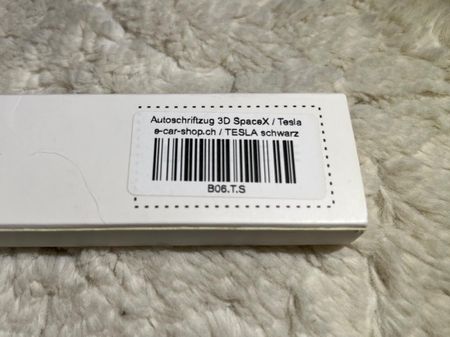 Autoschriftzug 3D SpaceX / Tesla
e-car-shop.ch / TESLA schwarz
B06.T.S